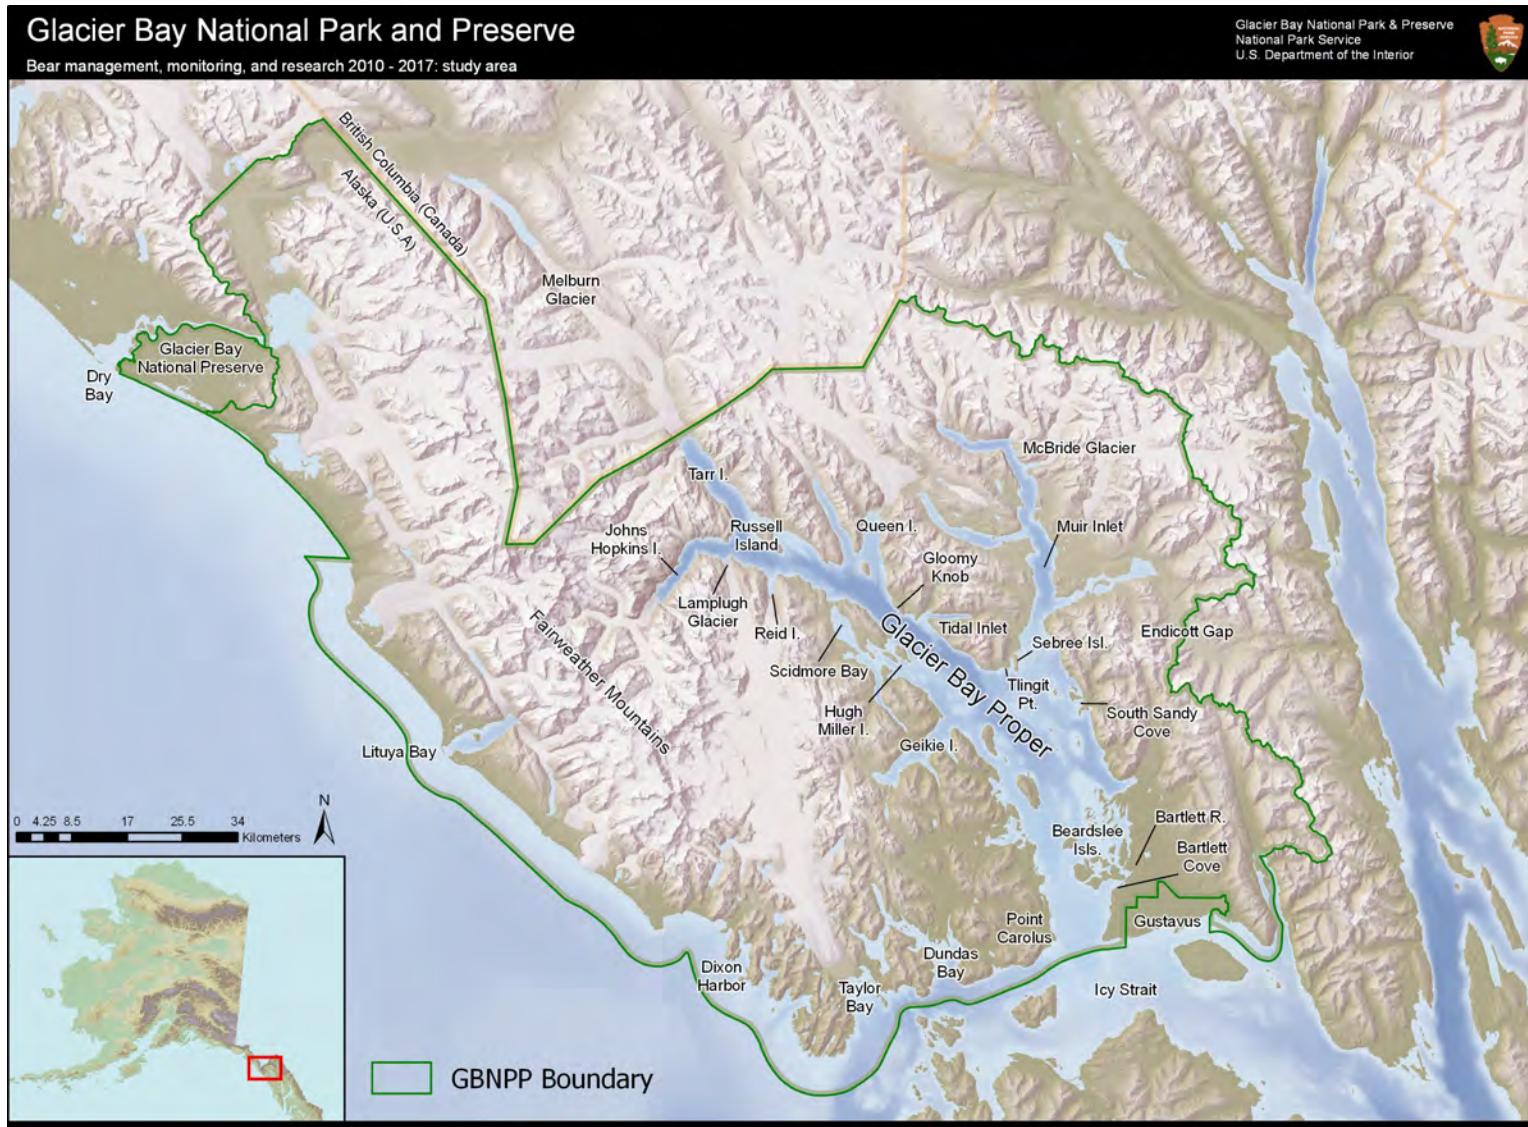 Glacier Bay National Park and Preserve
Bear management, monitoring, and research 2010 - 2017: study area
Glacier Bay National Park & Preserve
National Park Service
U.S. Department of the Interior
British Columbia (Canada)
Alaska (U.S.A)
Melburn
Glacier
Glacier Bay
National Preserve
Dry
Bay
McBride Glacier
Tarr I.
Johns
Hopkins I.
Russell
Island
Queen I.
Muir Inlet
Gloomy
Knob
Lamplugh
Glacier
Reid I.
Tidal Inlet
Endicott Gap
Sebree Isl.
Scidmore Bay
Glacier Bay Proper
Tlingit
Pt.
Hugh
Miller I.
South Sandy
Cove
Fairweather Mountains
Geikie I.
Lituya Bay
N
0 4.25 8.5 17 25.5 34
Kilometers
Beardslee
Isls.
Bartlett R.
Bartlett
Cove
Point
Carolus
Gustavus
Dundas
Bay
Dixon
Harbor
Taylor
Bay
Icy Strait
GBNPP Boundary